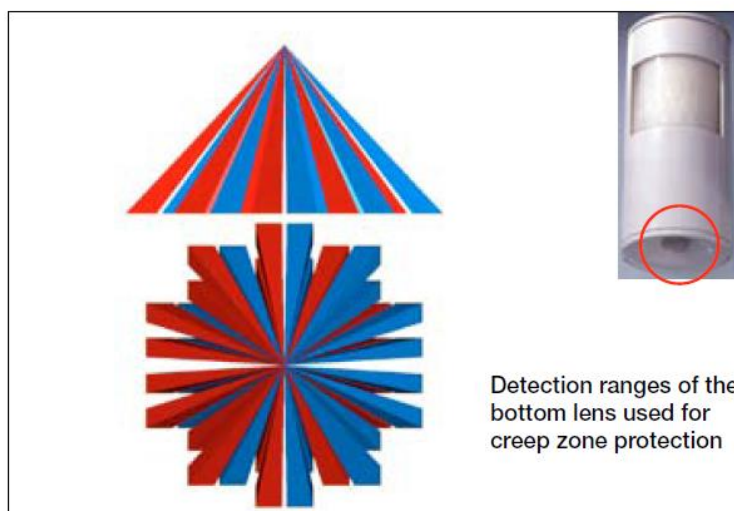 Detection ranges of the
bottom lens used for
creep zone protection